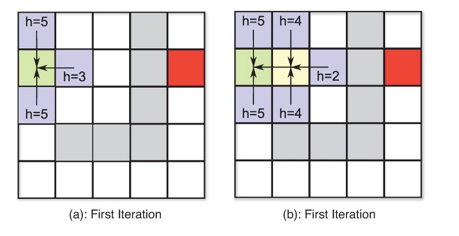 h=5
h=3
h=5
h=5 h=4
h=2
h=5 h=4
(a): First Iteration
(b): First Iteration